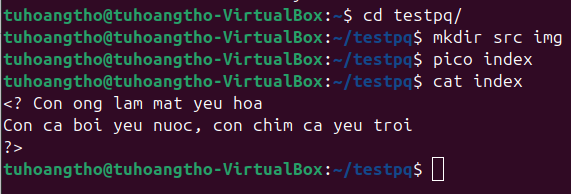 tuhoangtho@tuhoangtho-VirtualBox:~$ cd testpq/
tuhoangtho@tuhoangtho-VirtualBox:~/testpq$ mkdir src img
tuhoangtho@tuhoangtho-VirtualBox:~/testpq$ pico index
tuhoangtho@tuhoangtho-VirtualBox:~/testpq$ cat index
<? Con ong lam mat yeu hoa
Con ca boi yeu nuoc, con chim ca yeu troi
?>
tuhoangtho@tuhoangtho-VirtualBox:~/testpq$